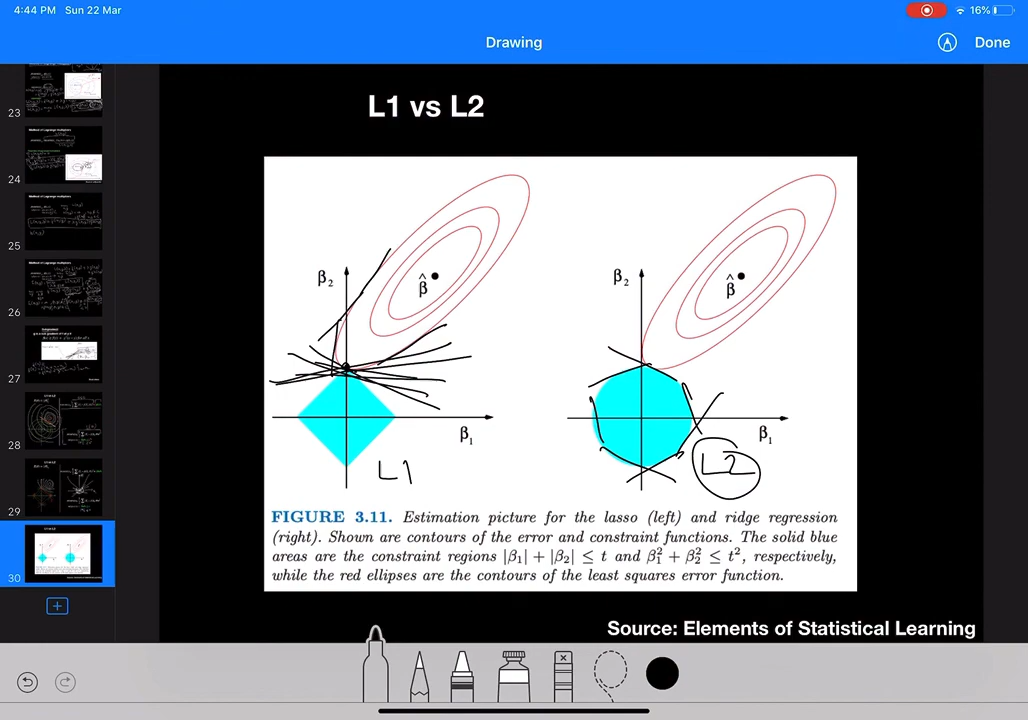 4:44 PM Sun 22 Mar
16%
Drawing
Done
L1 vs L2
23
24
25
26
27
28
29
30
β₂
β̂
β₁
L1
β₂
β̂
β₁
L2
FIGURE 3.11. Estimation picture for the lasso (left) and ridge regression
(right). Shown are contours of the error and constraint functions. The solid blue
areas are the constraint regions |β₁| + |β₂| ≤ t and β₁² + β₂² ≤ t², respectively,
while the red ellipses are the contours of the least squares error function.
Source: Elements of Statistical Learning